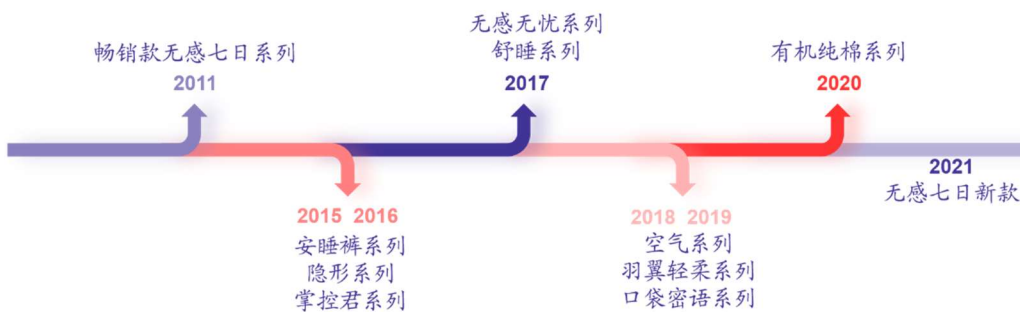 畅销款无感七日系列
2011
2015 2016
安睡裤系列
隐形系列
掌控君系列
无感无忧系列
舒睡系列
2017
2018 2019
空气系列
羽翼轻柔系列
口袋密语系列
有机纯棉系列
2020
2021
无感七日新款